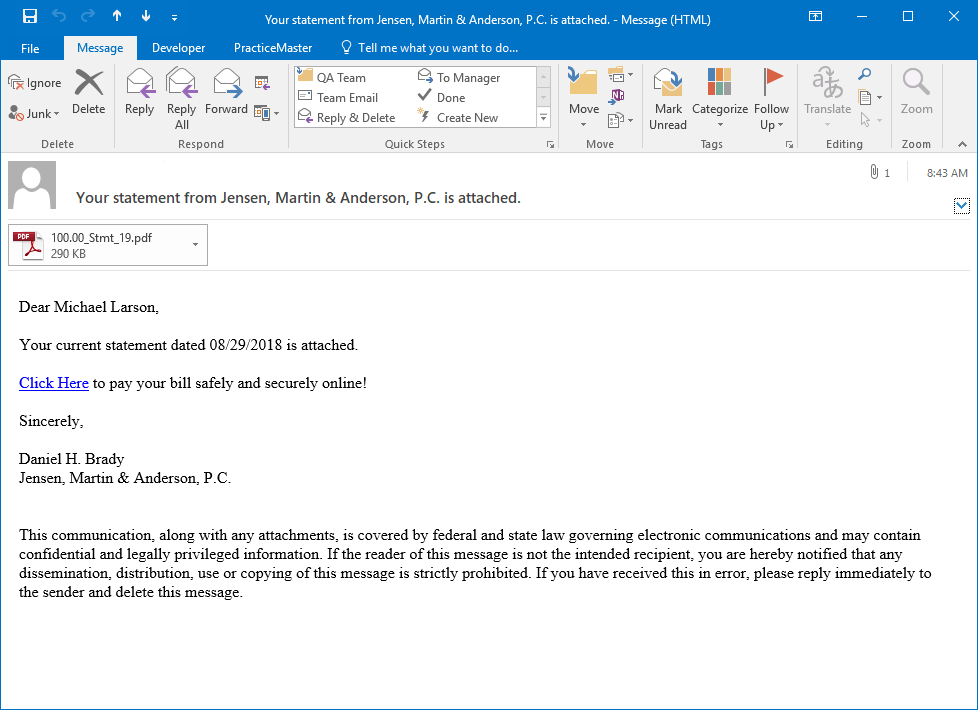 Your statement from Jensen, Martin & Anderson, P.C. is attached. - Message (HTML)
File Message Developer PracticeMaster Tell me what you want to do...
Ignore
Junk
Delete
Reply
Reply All
Forward
QA Team
Team Email
Reply & Delete
To Manager
Done
Create New
Move
Mark Unread
Categorize
Follow Up
Translate
Zoom
Delete Respond Quick Steps Move Tags Editing Zoom
1 8:43 AM
Your statement from Jensen, Martin & Anderson, P.C. is attached.
PDF
100.00_Stmt_19.pdf
290 KB
Dear Michael Larson,
Your current statement dated 08/29/2018 is attached.
Click Here to pay your bill safely and securely online!
Sincerely,
Daniel H. Brady
Jensen, Martin & Anderson, P.C.
This communication, along with any attachments, is covered by federal and state law governing electronic communications and may contain
confidential and legally privileged information. If the reader of this message is not the intended recipient, you are hereby notified that any
dissemination, distribution, use or copying of this message is strictly prohibited. If you have received this in error, please reply immediately to
the sender and delete this message.